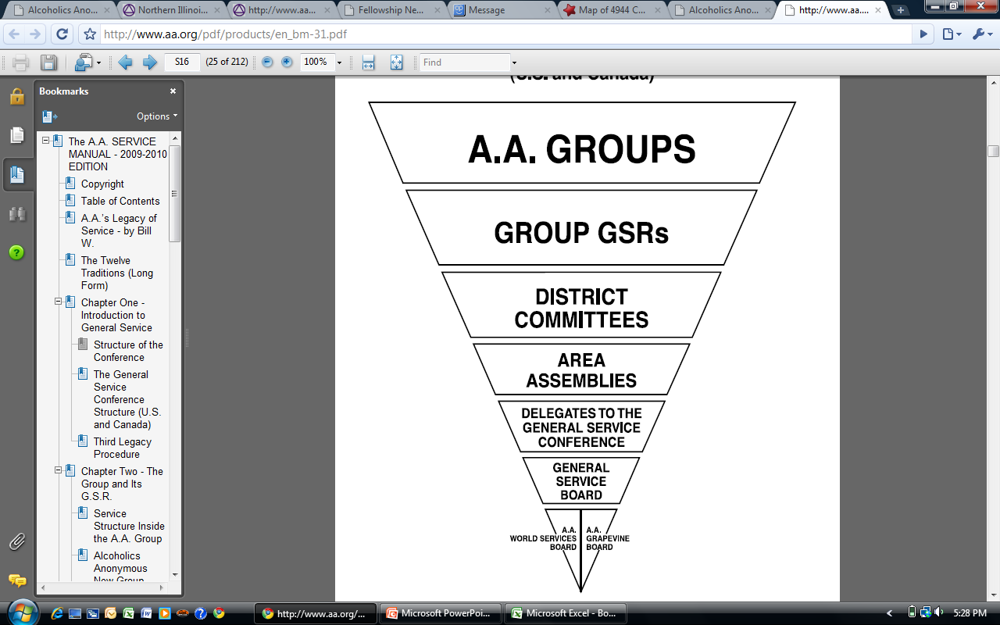 Alcoholics Ano...
Northern Illinoi...
http://www.aa...
Fellowship Ne...
Message
Map of 4944 C...
Alcoholics Ano...
http://www.aa....
http://www.aa.org/pdf/products/en_bm-31.pdf
S16
(25 of 212)
100%
Find
Bookmarks
Options
The A.A. SERVICE
MANUAL - 2009-2010
EDITION
Copyright
Table of Contents
A.A.'s Legacy of
Service - by Bill
W.
The Twelve
Traditions (Long
Form)
Chapter One -
Introduction to
General Service
Structure of the
Conference
The General
Service
Conference
Structure (U.S.
and Canada)
Third Legacy
Procedure
Chapter Two - The
Group and Its
G.S.R.
Service
Structure Inside
the A.A. Group
Alcoholics
Anonymous
New Group
(U.S. and Canada)
A.A. GROUPS
GROUP GSRs
DISTRICT
COMMITTEES
AREA
ASSEMBLIES
DELEGATES TO THE
GENERAL SERVICE
CONFERENCE
GENERAL
SERVICE
BOARD
A.A.
WORLD SERVICES
BOARD
A.A.
GRAPEVINE
BOARD
http://www.aa.org/...
Microsoft PowerPoi...
Microsoft Excel - Bo...
5:28 PM